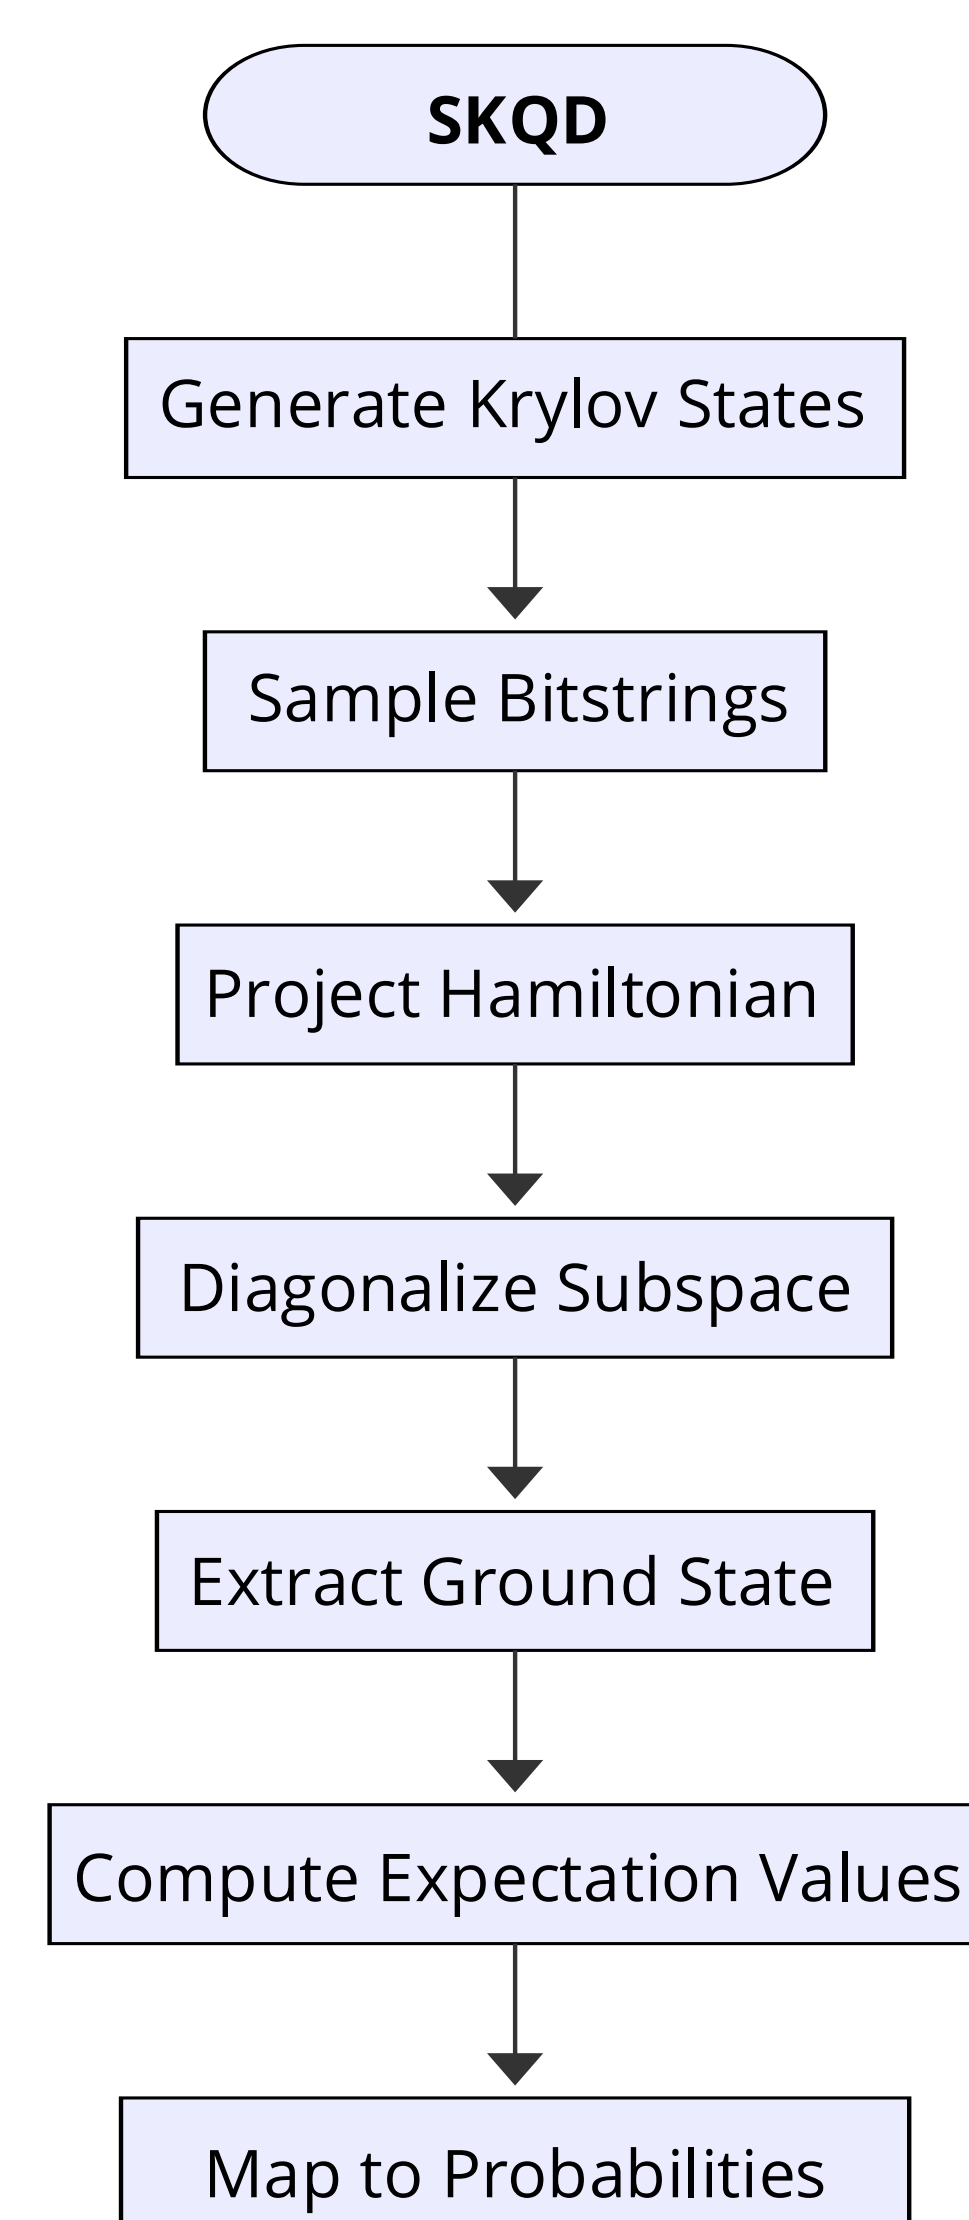 SKQD
Generate Krylov States
Sample Bitstrings
Project Hamiltonian
Diagonalize Subspace
Extract Ground State
Compute Expectation Values
Map to Probabilities